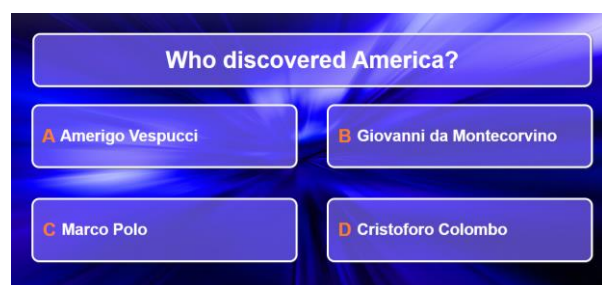 Who discovered America?
A Amerigo Vespucci
B Giovanni da Montecorvino
C Marco Polo
D Cristoforo Colombo